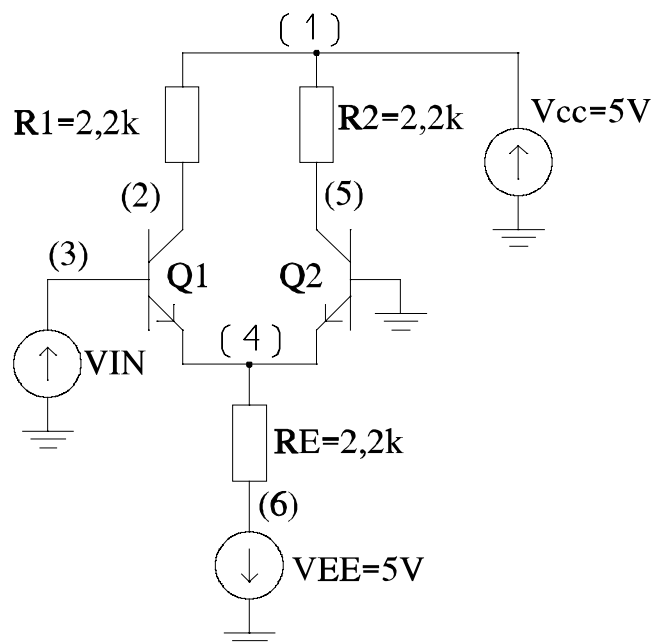 (1)
R1=2,2k
R2=2,2k
Vcc=5V
(2)
(5)
(3)
Q1
Q2
VIN
(4)
RE=2,2k
(6)
VEE=5V